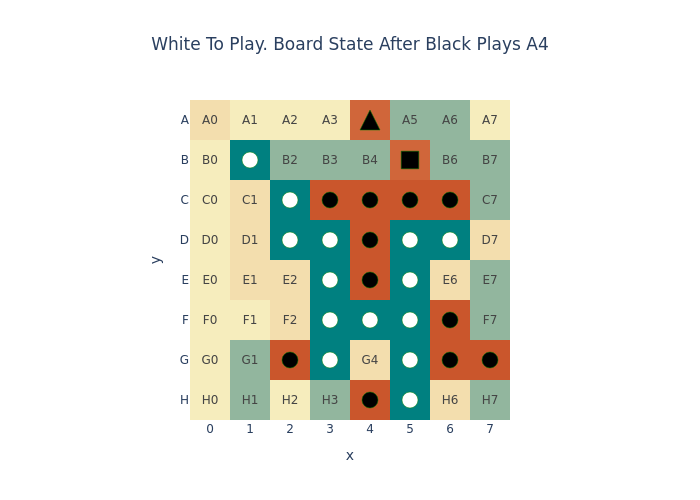 White To Play. Board State After Black Plays A4
A A0 A1 A2 A3 A5 A6 A7
B B0 B2 B3 B4 B6 B7
C C0 C1 C7
D D0 D1 D7
y
E E0 E1 E2 E6 E7
F F0 F1 F2 F7
G G0 G1 G4
H H0 H1 H2 H3 H6 H7
0 1 2 3 4 5 6 7
x